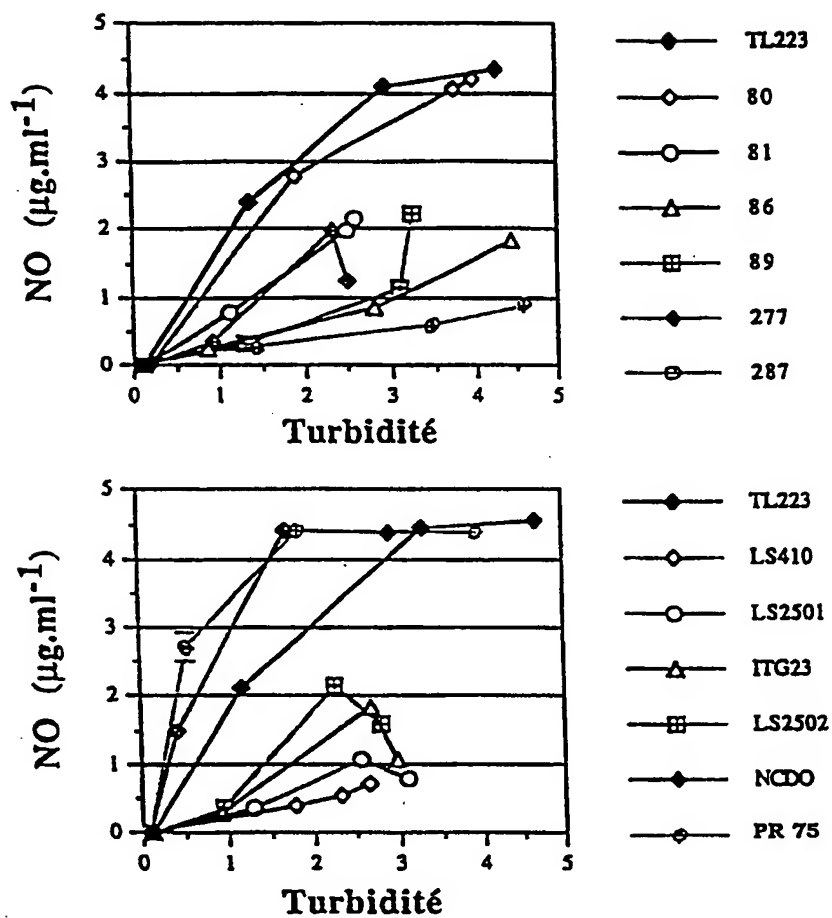 NO (µg.ml-1)
5
4
3
2
1
0
0 1 2 3 4 5
Turbidité
TL223
80
81
86
89
277
287
NO (µg.ml-1)
5
4
3
2
1
0
0 1 2 3 4 5
Turbidité
TL223
LS410
LS2501
ITG23
LS2502
NCDO
PR 75